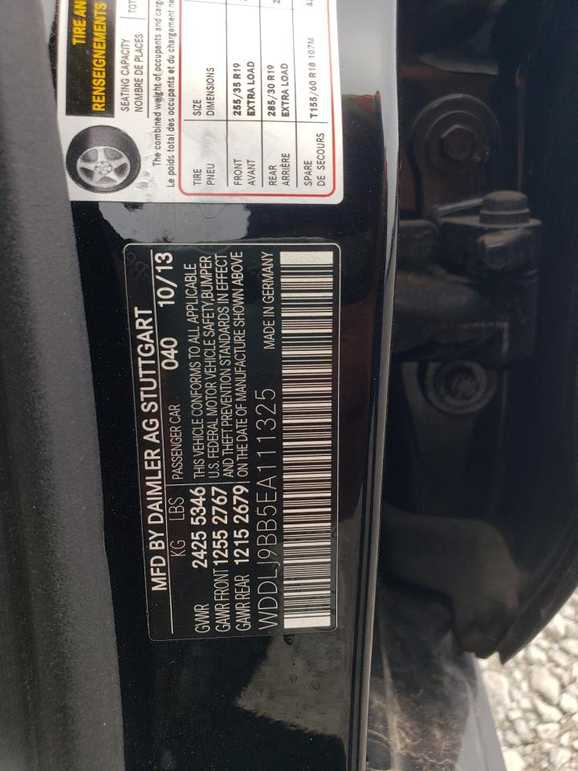 TIRE AN
RENSEIGNEMENTS
SEATING CAPACITY
NOMBRE DE PLACES
TOT
The combined weight of occupants and carg
Le poids total des occupants et du chargement ne
TIRE SIZE
PNEU DIMENSIONS
FRONT 255/35 R19
AVANT EXTRA LOAD
REAR 285/30 R19
ARRIÈRE EXTRA LOAD
SPARE T155/60 R18 107M
DE SECOURS
MFD BY DAIMLER AG STUTTGART
040 10/13
KG LBS PASSENGER CAR
GVWR 2425 5346 THIS VEHICLE CONFORMS TO ALL APPLICABLE
U.S. FEDERAL MOTOR VEHICLE SAFETY,BUMPER
GAWR FRONT 1255 2767 AND THEFT PREVENTION STANDARDS IN EFFECT
GAWR REAR 1215 2679 ON THE DATE OF MANUFACTURE SHOWN ABOVE
WDDLJ9BB5EA111325 MADE IN GERMANY